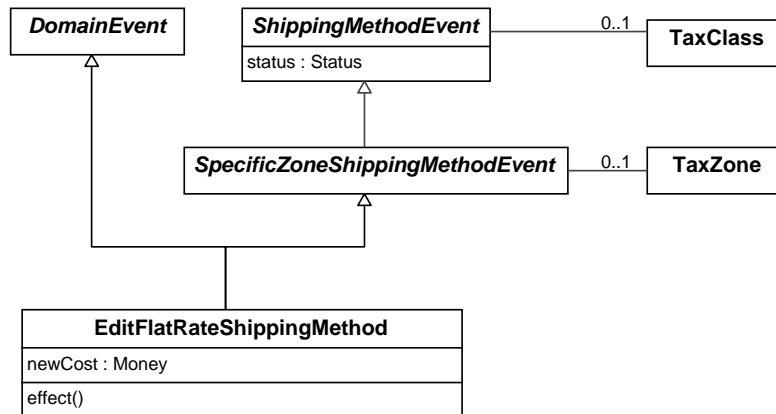 DomainEvent
ShippingMethodEvent
status : Status
0..1
TaxClass
SpecificZoneShippingMethodEvent
0..1
TaxZone
EditFlatRateShippingMethod
newCost : Money
effect()